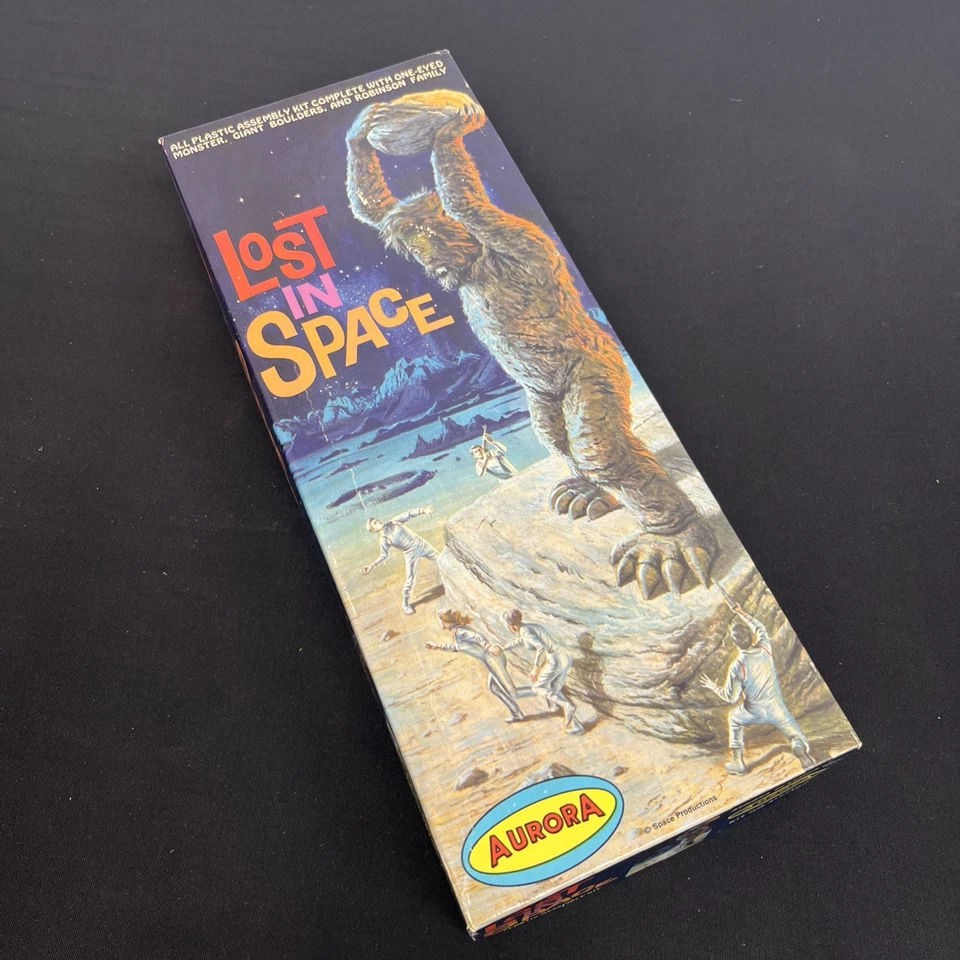 ALL PLASTIC ASSEMBLY KIT COMPLETE WITH ONE-EYED
MONSTER, GIANT BOULDERS, AND ROBINSON FAMILY
LOST
IN
SPACE
AURORA
© Space Productions
LOST